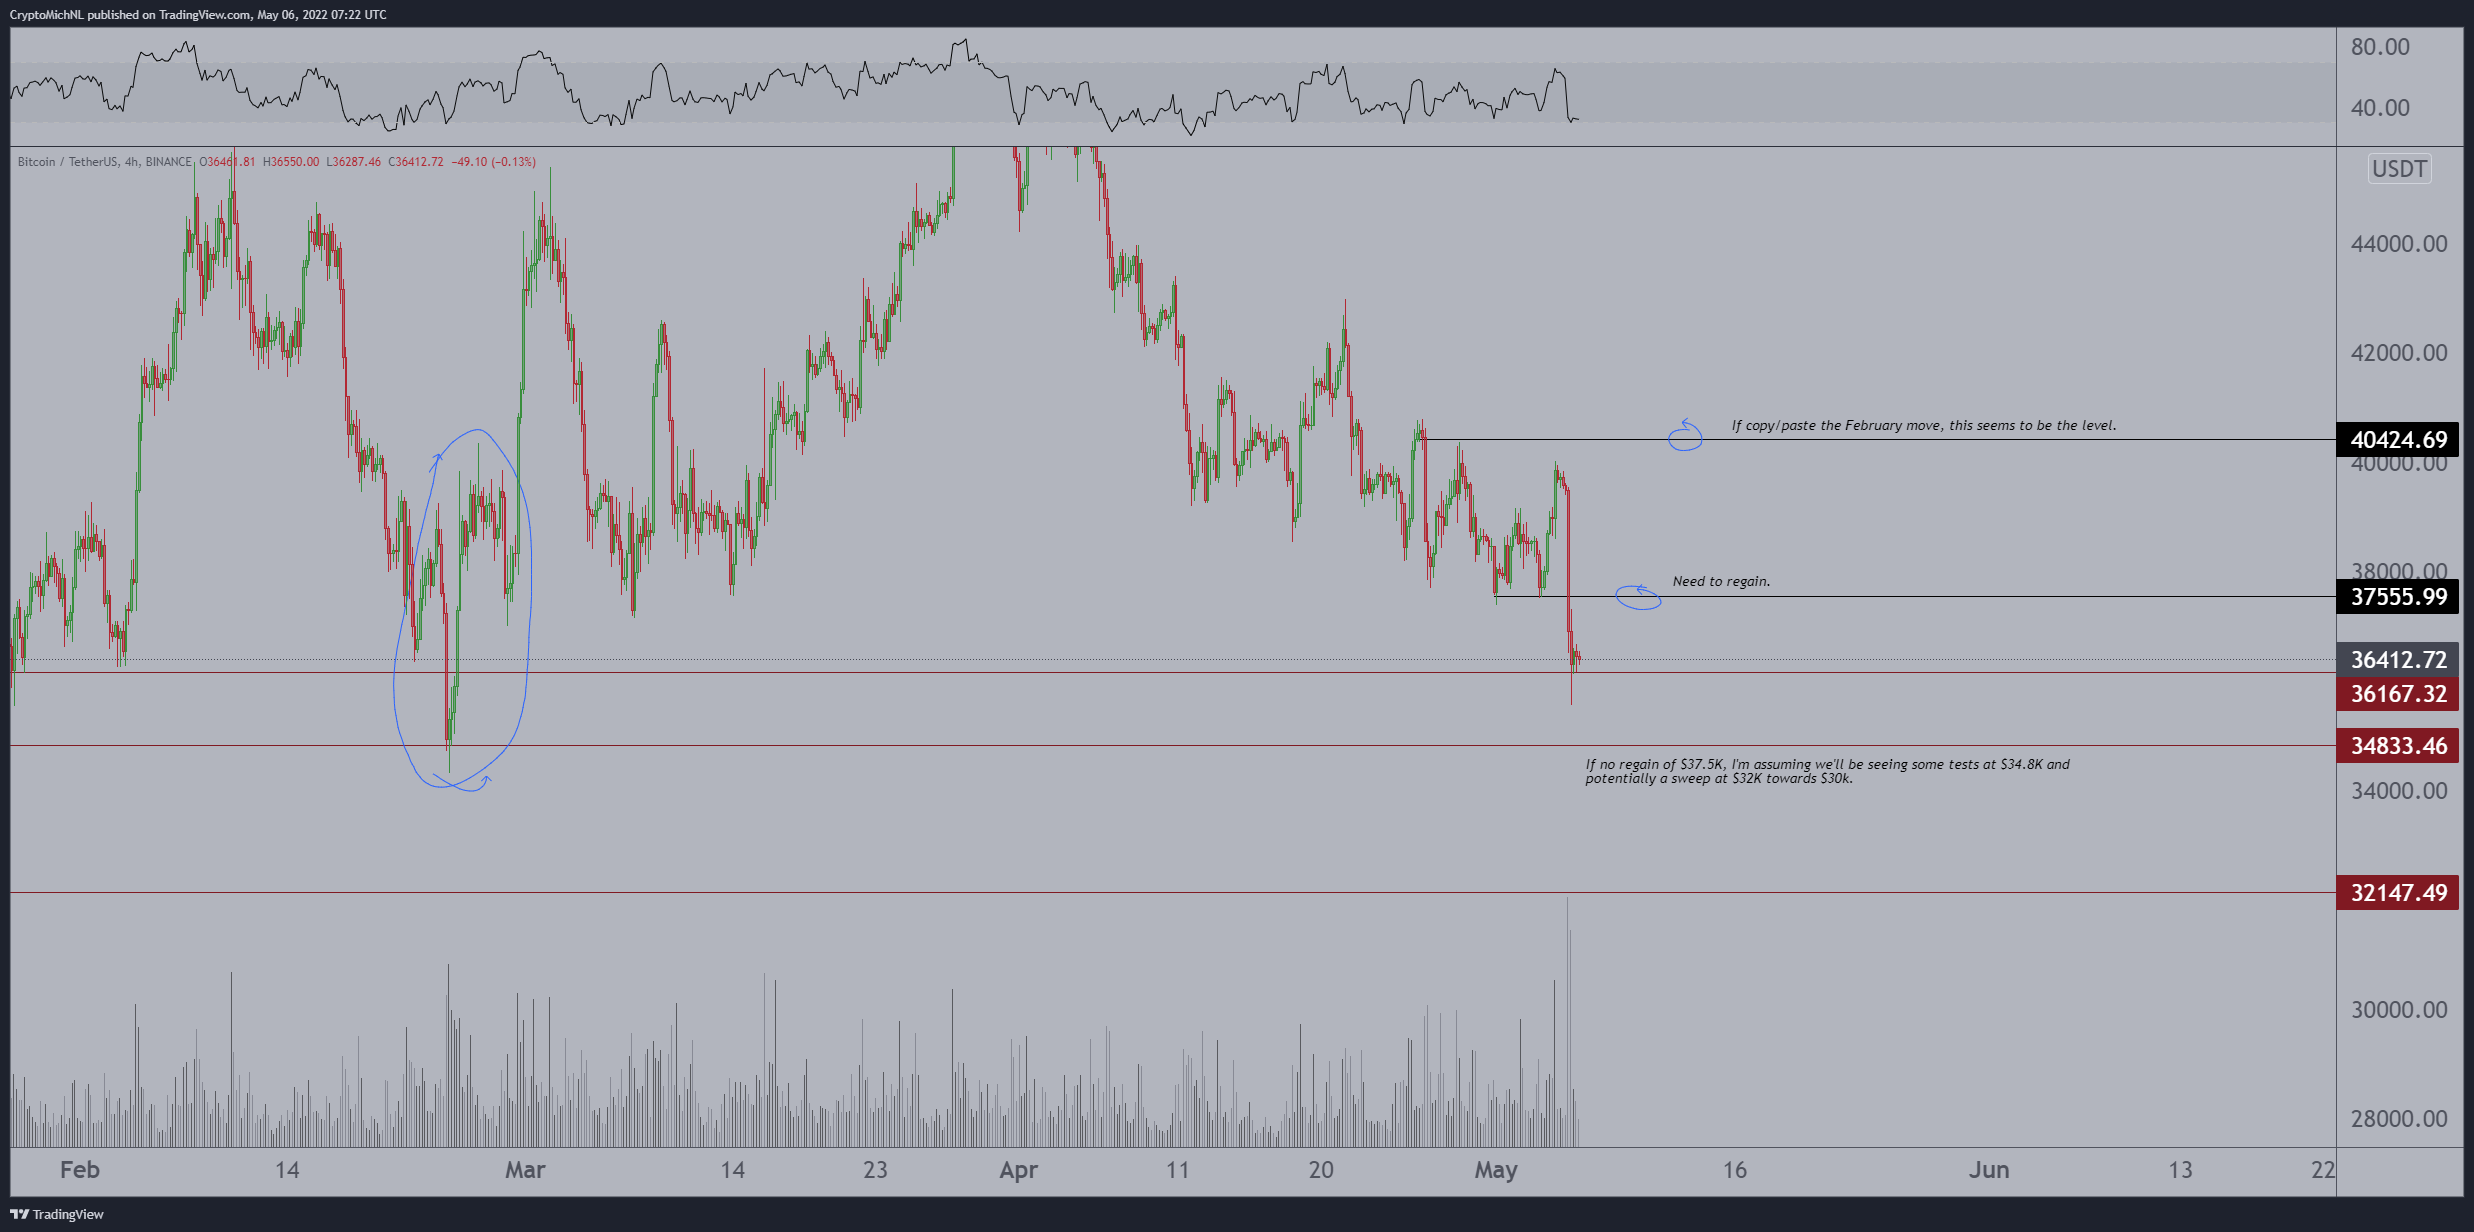 CryptoMichNL published on TradingView.com, May 06, 2022 07:22 UTC
80.00
40.00
Bitcoin / TetherUS, 4h, BINANCE O36461.81 H36550.00 L36287.46 C36412.72 −49.10 (−0.13%)
USDT
44000.00
42000.00
If copy/paste the February move, this seems to be the level.
40424.69
40000.00
38000.00
Need to regain.
37555.99
36412.72
36167.32
34833.46
If no regain of $37.5K, I'm assuming we'll be seeing some tests at $34.8K and
potentially a sweep at $32K towards $30k.
34000.00
32147.49
30000.00
28000.00
Feb 14 Mar 14 23 Apr 11 20 May 16 Jun 13 22
TradingView